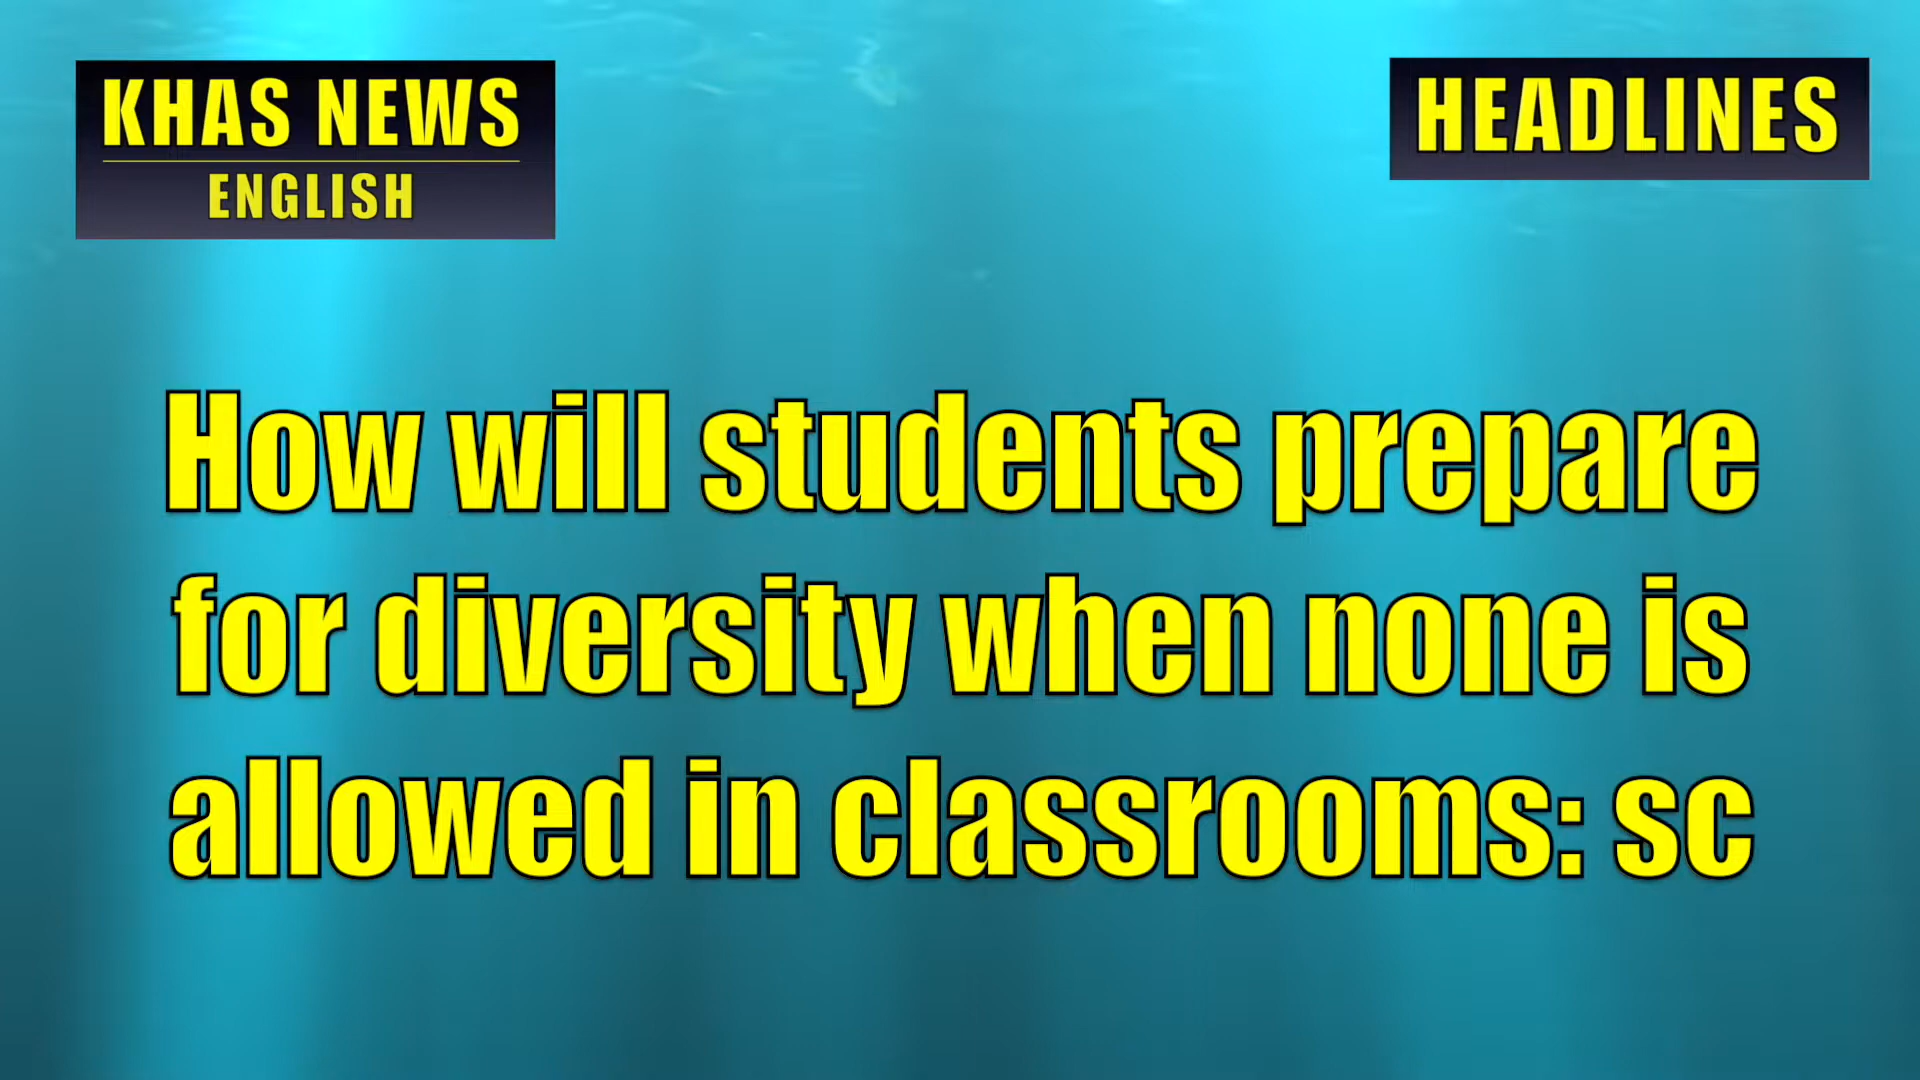 KHAS NEWS
ENGLISH
HEADLINES
How will students prepare
for diversity when none is
allowed in classrooms: sc